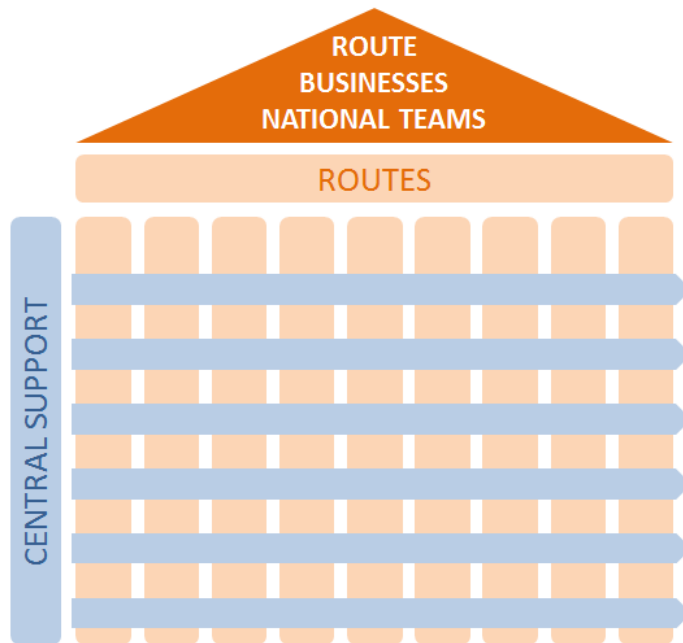 ROUTE
BUSINESSES
NATIONAL TEAMS
ROUTES
CENTRAL SUPPORT